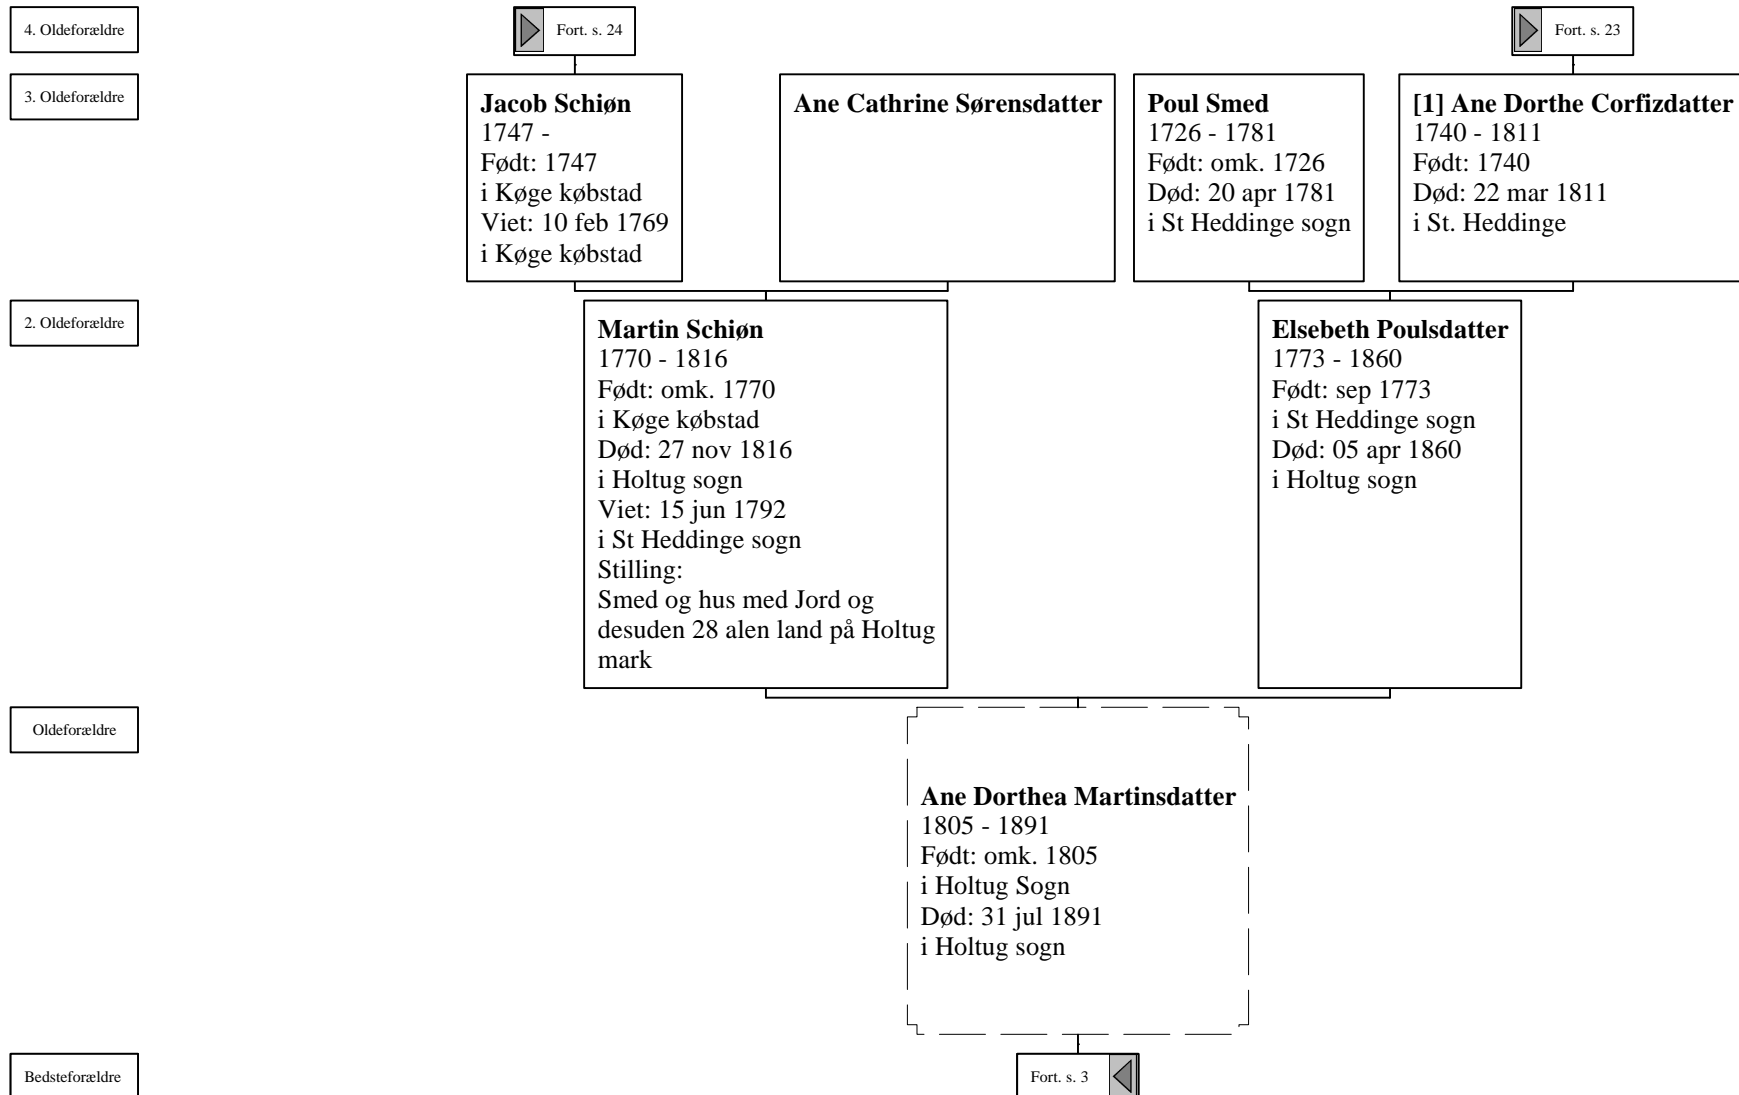 4. Oldeforældre
Fort. s. 24
Fort. s. 23
3. Oldeforældre
Jacob Schiøn
1747 -
Født: 1747
i Køge købstad
Viet: 10 feb 1769
i Køge købstad
Ane Cathrine Sørensdatter
Poul Smed
1726 - 1781
Født: omk. 1726
Død: 20 apr 1781
i St Heddinge sogn
[1] Ane Dorthe Corfizdatter
1740 - 1811
Født: 1740
Død: 22 mar 1811
i St. Heddinge
2. Oldeforældre
Martin Schiøn
1770 - 1816
Født: omk. 1770
i Køge købstad
Død: 27 nov 1816
i Holtug sogn
Viet: 15 jun 1792
i St Heddinge sogn
Stilling:
Smed og hus med Jord og
desuden 28 alen land på Holtug
mark
Elsebeth Poulsdatter
1773 - 1860
Født: sep 1773
i St Heddinge sogn
Død: 05 apr 1860
i Holtug sogn
Oldeforældre
Ane Dorthea Martinsdatter
1805 - 1891
Født: omk. 1805
i Holtug Sogn
Død: 31 jul 1891
i Holtug sogn
Bedsteforældre
Fort. s. 3